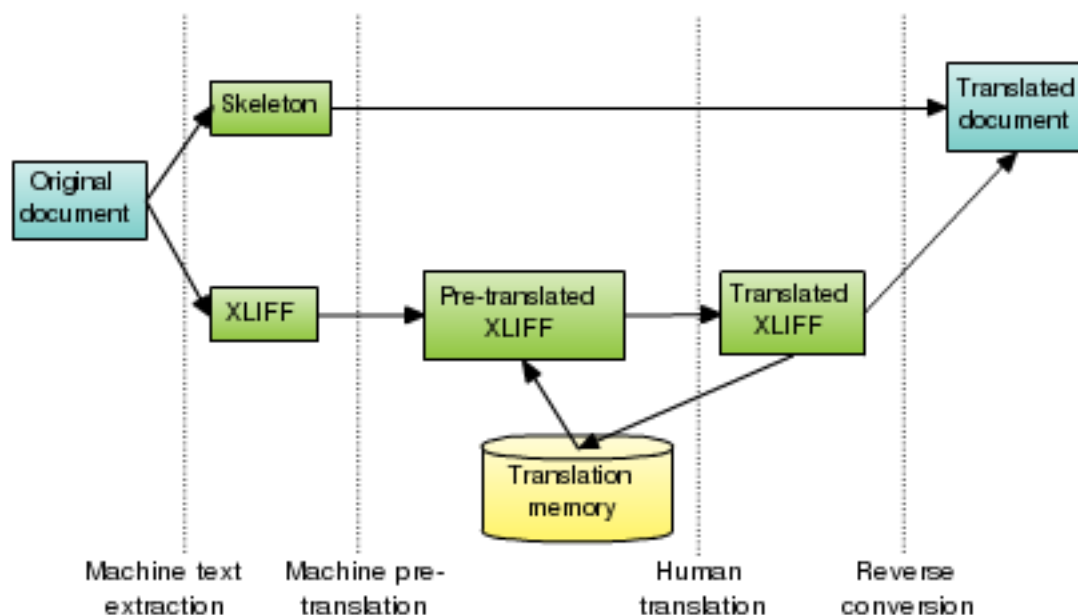 Skeleton
Translated
document
Original
document
XLIFF
Pre-translated
XLIFF
Translated
XLIFF
Translation
memory
Machine text
extraction
Machine pre-
translation
Human
translation
Reverse
conversion